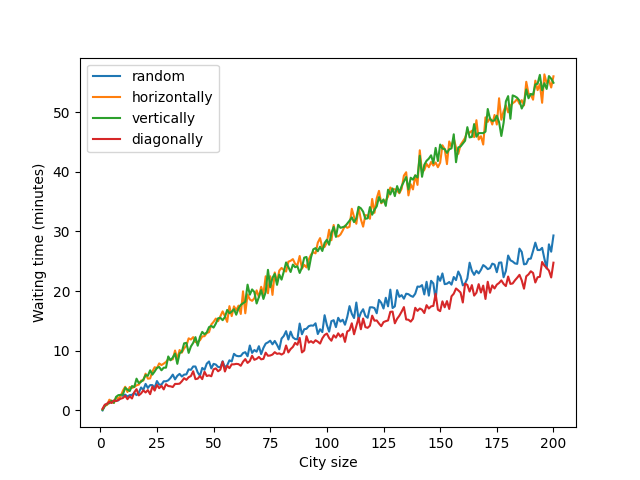 random
horizontally
vertically
diagonally
50
40
30
20
10
0
Waiting time (minutes)
0 25 50 75 100 125 150 175 200
City size